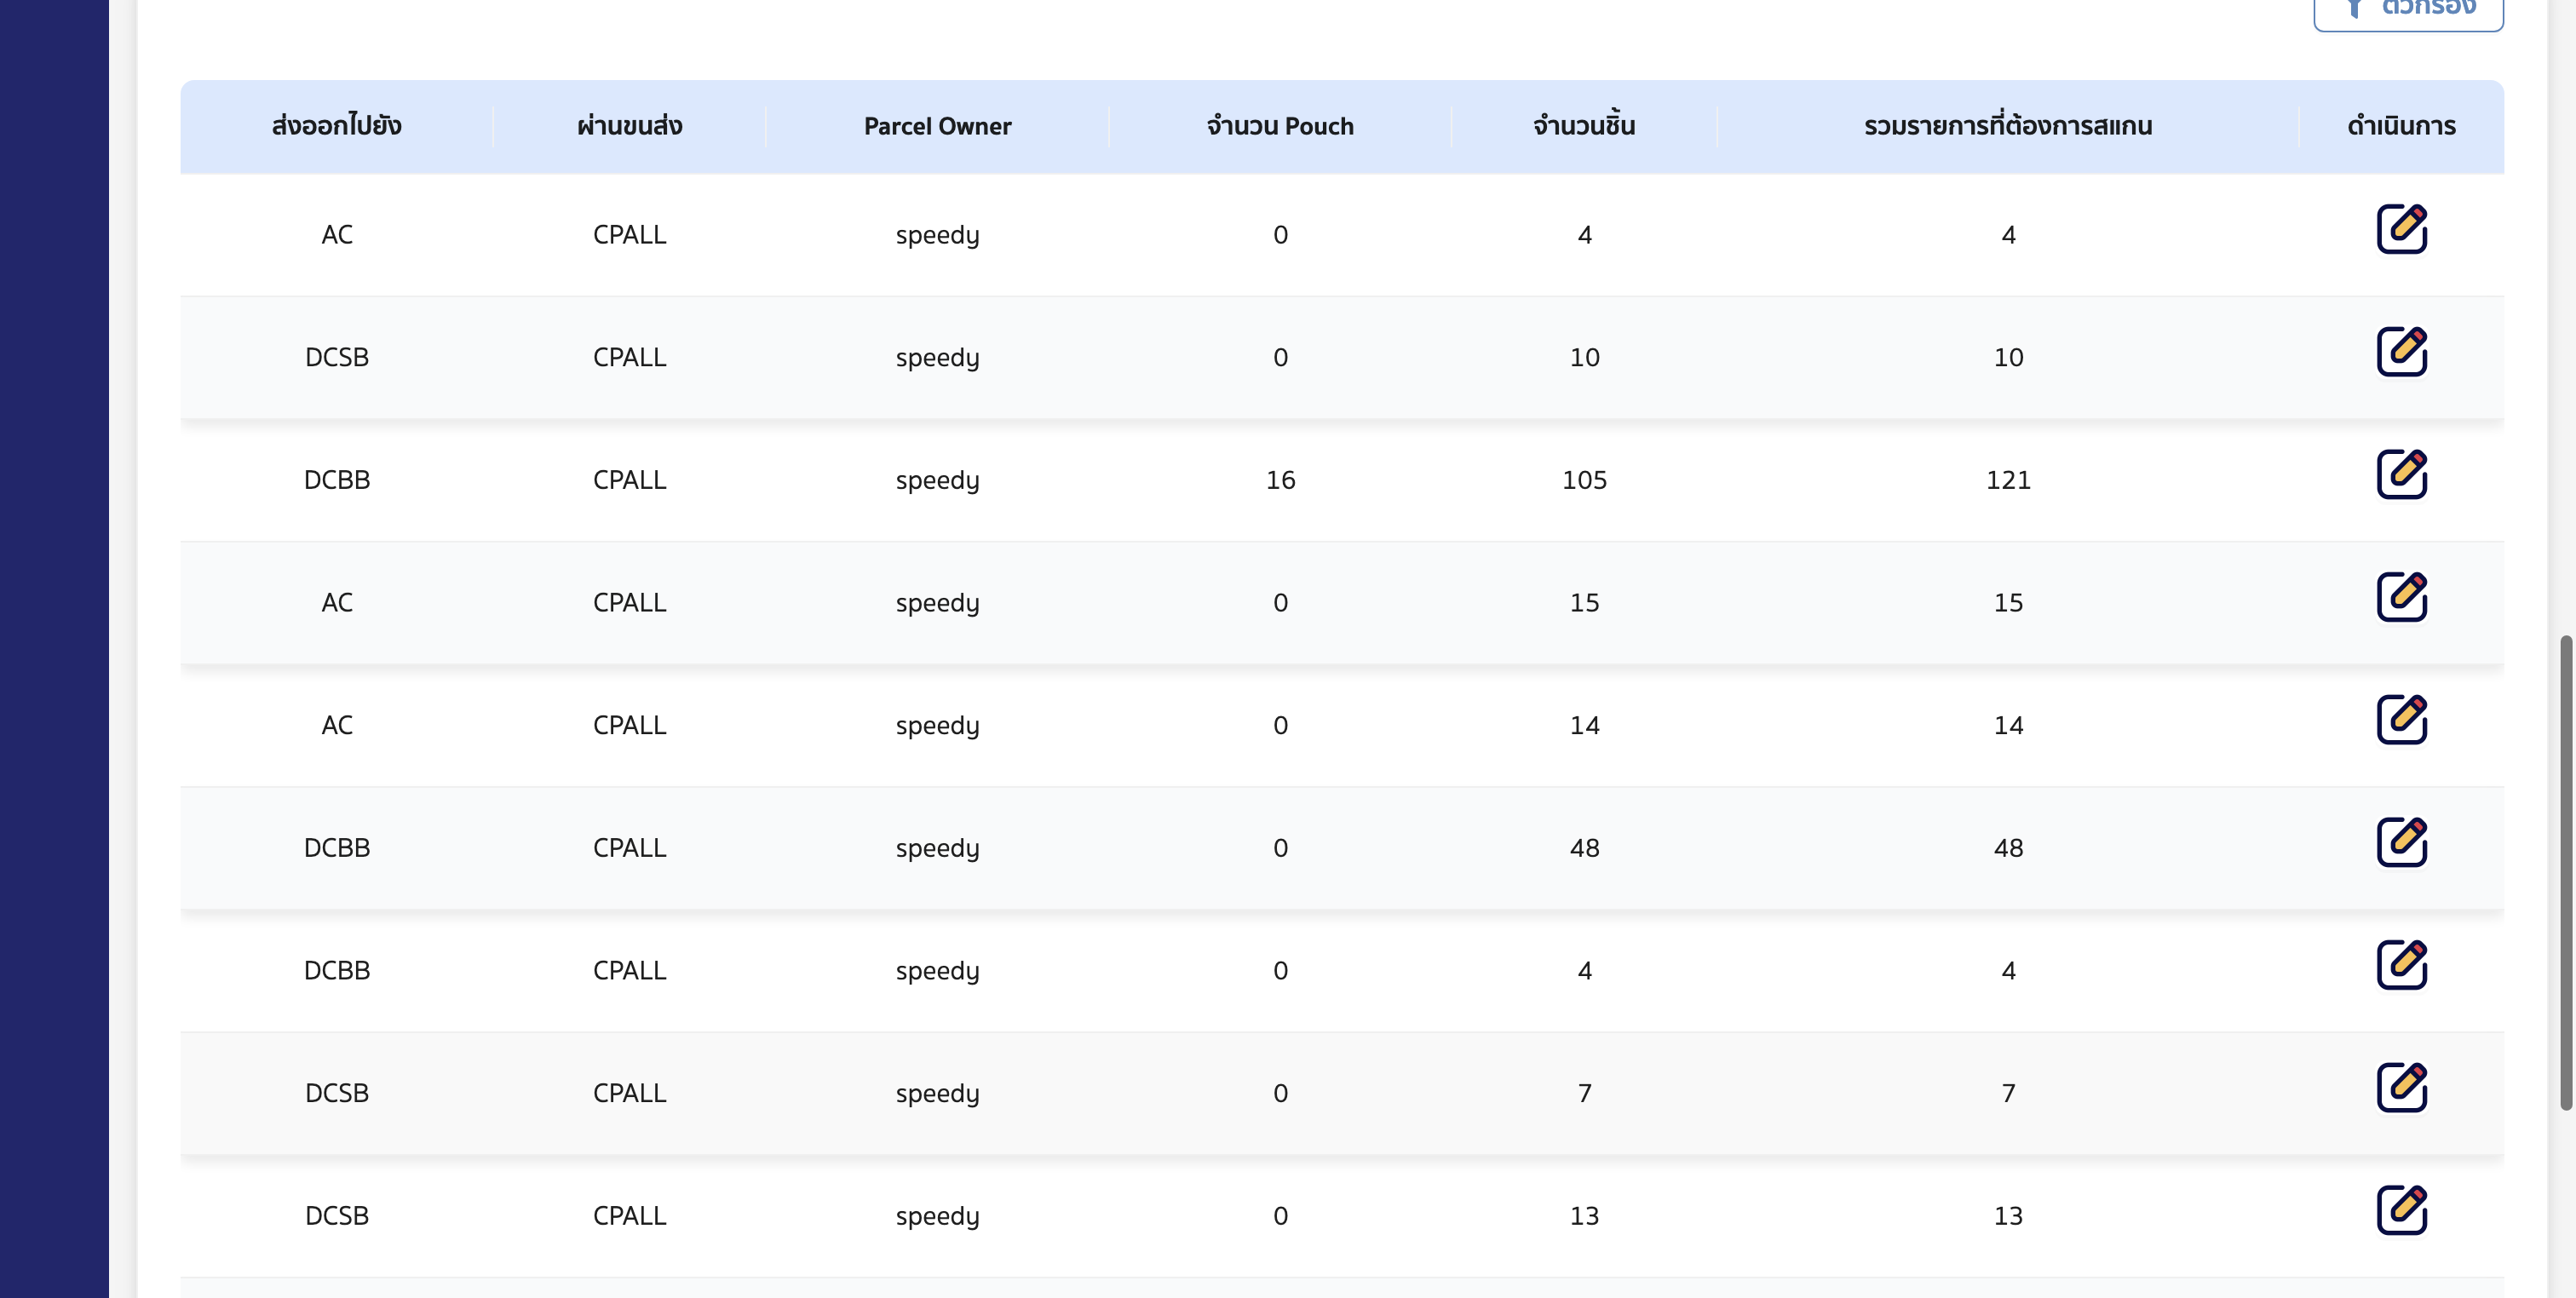 ตัวกรอง
ส่งออกไปยัง ผ่านขนส่ง Parcel Owner จำนวน Pouch จำนวนชิ้น รวมรายการที่ต้องการสแกน ดำเนินการ
AC CPALL speedy 0 4 4
DCSB CPALL speedy 0 10 10
DCBB CPALL speedy 16 105 121
AC CPALL speedy 0 15 15
AC CPALL speedy 0 14 14
DCBB CPALL speedy 0 48 48
DCBB CPALL speedy 0 4 4
DCSB CPALL speedy 0 7 7
DCSB CPALL speedy 0 13 13